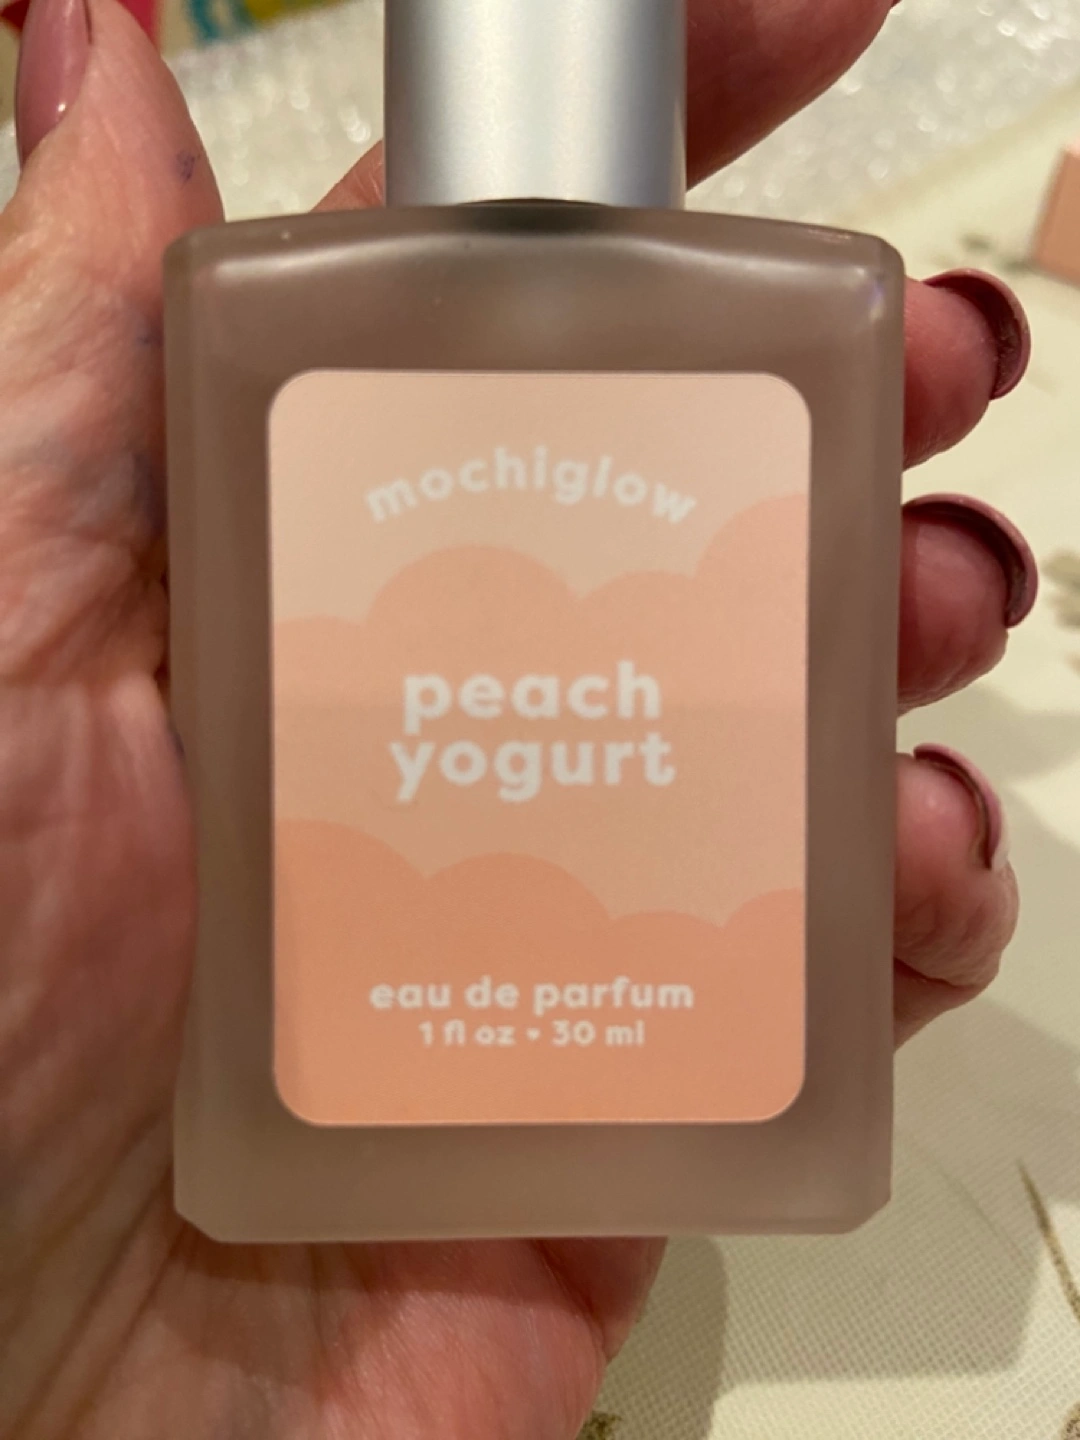 mochiglow
peach
yogurt
eau de parfum
1 fl oz • 30 ml